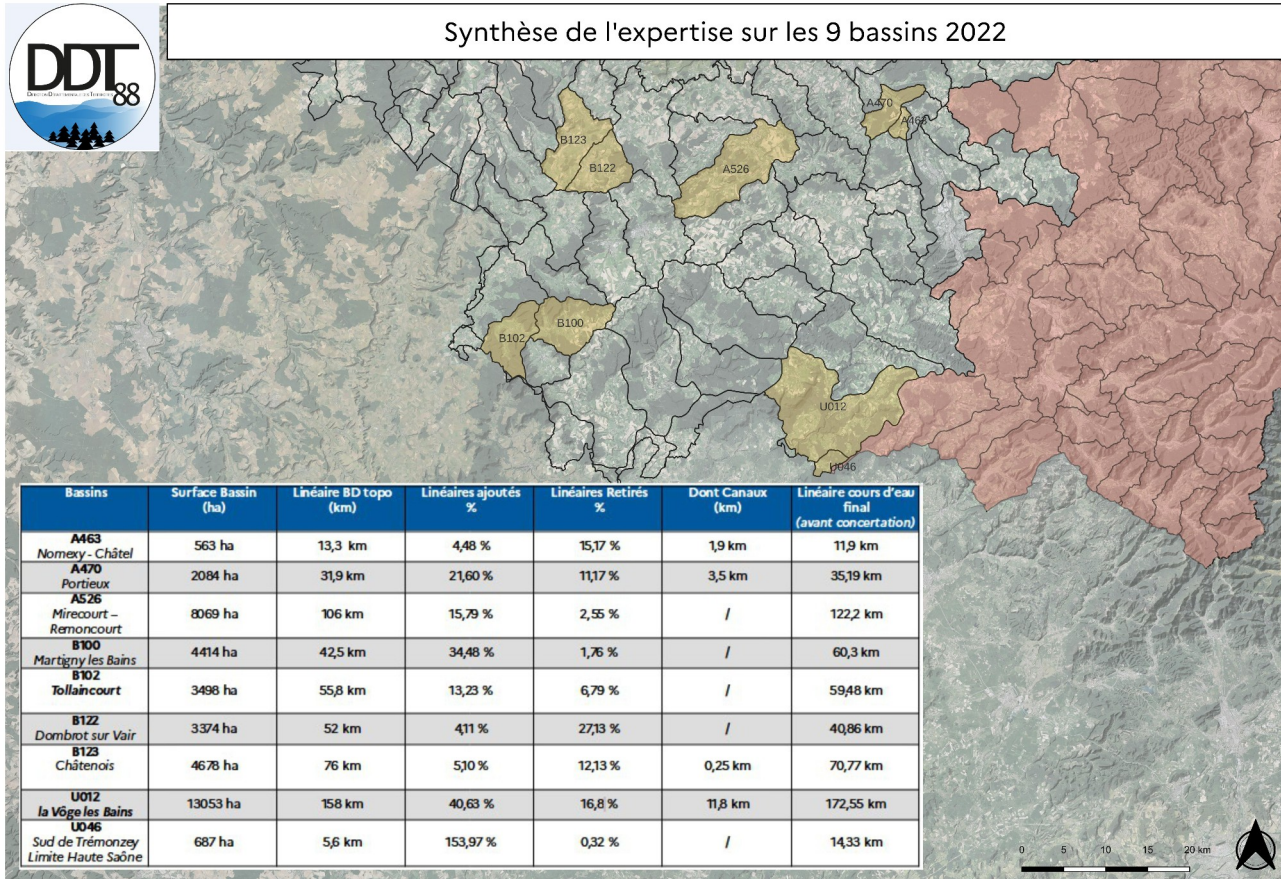 Synthèse de l'expertise sur les 9 bassins 2022
DDT
88
A470
A463
B123
B122
A526
B102
B100
U012
U046
Bassins Surface Bassin (ha) Linéaire BD topo (km) Linéaires ajoutés % Linéaires Retirés % Dont Canaux (km) Linéaire cours d'eau final (avant concertation)
A463 Nomexy - Châtel 563 ha 13,3 km 4,48 % 15,17 % 1,9 km 11,9 km
A470 Portieux 2084 ha 31,9 km 21,60 % 11,17 % 3,5 km 35,19 km
A526 Mirecourt – Remoncourt 8069 ha 106 km 15,79 % 2,55 % / 122,2 km
B100 Martigny les Bains 4414 ha 42,5 km 34,48 % 1,76 % / 60,3 km
B102 Tollaincourt 3498 ha 55,8 km 13,23 % 6,79 % / 59,48 km
B122 Dombrot sur Vair 3374 ha 52 km 4,11 % 27,13 % / 40,86 km
B123 Châtenois 4678 ha 76 km 5,10 % 12,13 % 0,25 km 70,77 km
U012 la Vôge les Bains 13053 ha 158 km 40,63 % 16,8 % 11,8 km 172,55 km
U046 Sud de Trémonzey Limite Haute Saône 687 ha 5,6 km 153,97 % 0,32 % / 14,33 km
0 5 10 15 20 km